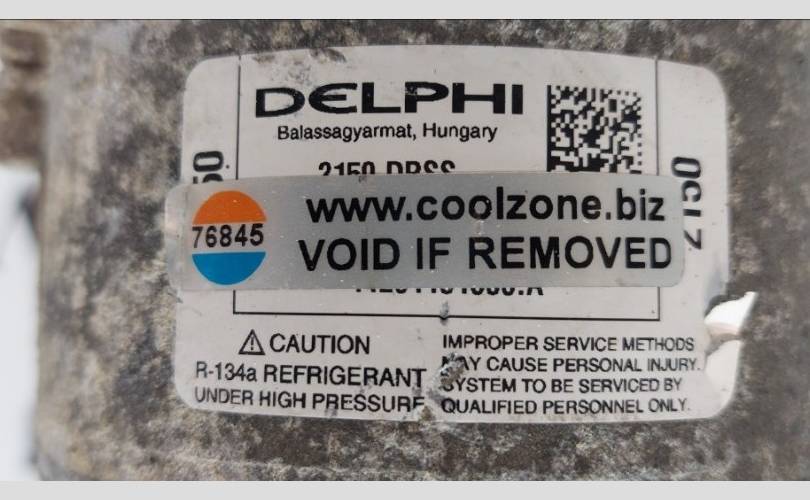 DELPHI
Balassagyarmat, Hungary
www.coolzone.biz
76845
VOID IF REMOVED
CAUTION
R-134a REFRIGERANT
UNDER HIGH PRESSURE
IMPROPER SERVICE METHODS
MAY CAUSE PERSONAL INJURY.
SYSTEM TO BE SERVICED BY
QUALIFIED PERSONNEL ONLY.